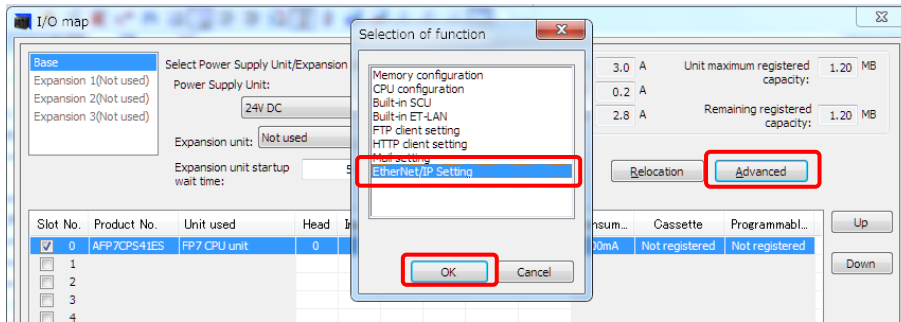 I/O map
Selection of function
Base
Expansion 1(Not used)
Expansion 2(Not used)
Expansion 3(Not used)
Select Power Supply Unit/Expansion
Power Supply Unit:
24V DC
Expansion unit: Not used
Expansion unit startup
wait time:
Memory configuration
CPU configuration
Built-in SCU
Built-in ET-LAN
FTP client setting
HTTP client setting
Mail setting
EtherNet/IP Setting
OK Cancel
3.0 A Unit maximum registered capacity: 1.20 MB
0.2 A
2.8 A Remaining registered capacity: 1.20 MB
Relocation Advanced
Slot No. Product No. Unit used Head nsum... Cassette Programmabl... Up
0 AFP7CPS41ES FP7 CPU unit 0 00mA Not registered Not registered
1 Down
2
3
4